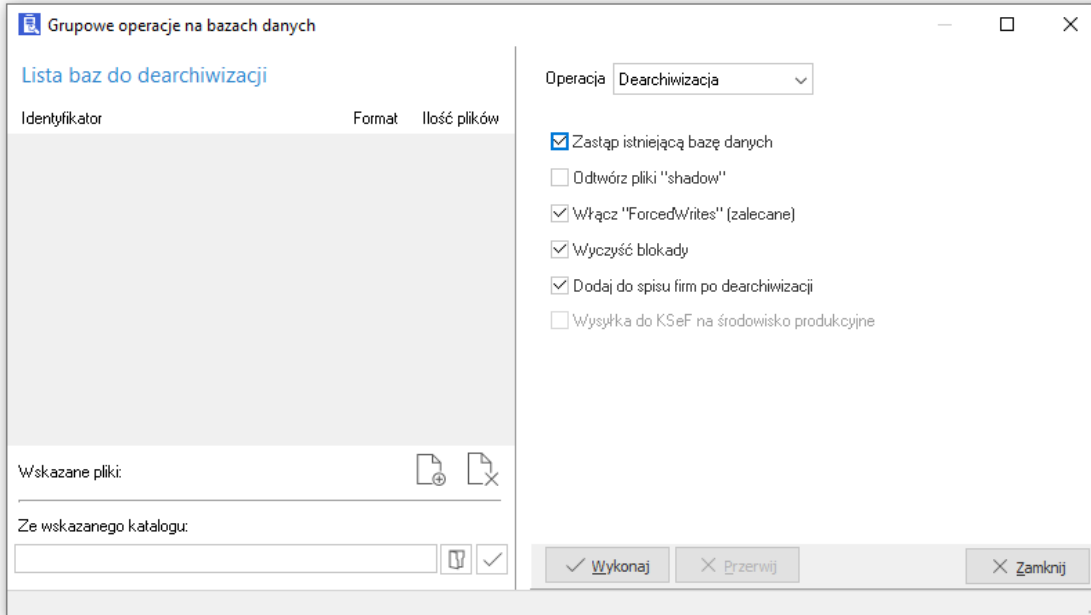 Grupowe operacje na bazach danych
Lista baz do dearchiwizacji
Identyfikator Format Ilość plików
Wskazane pliki:
Ze wskazanego katalogu:
Operacja Dearchiwizacja
Zastąp istniejącą bazę danych
Odtwórz pliki "shadow"
Włącz "ForcedWrites" (zalecane)
Wyczyść blokady
Dodaj do spisu firm po dearchiwizacji
Wysyłka do KSeF na środowisko produkcyjne
Wykonaj Przerwij Zamknij